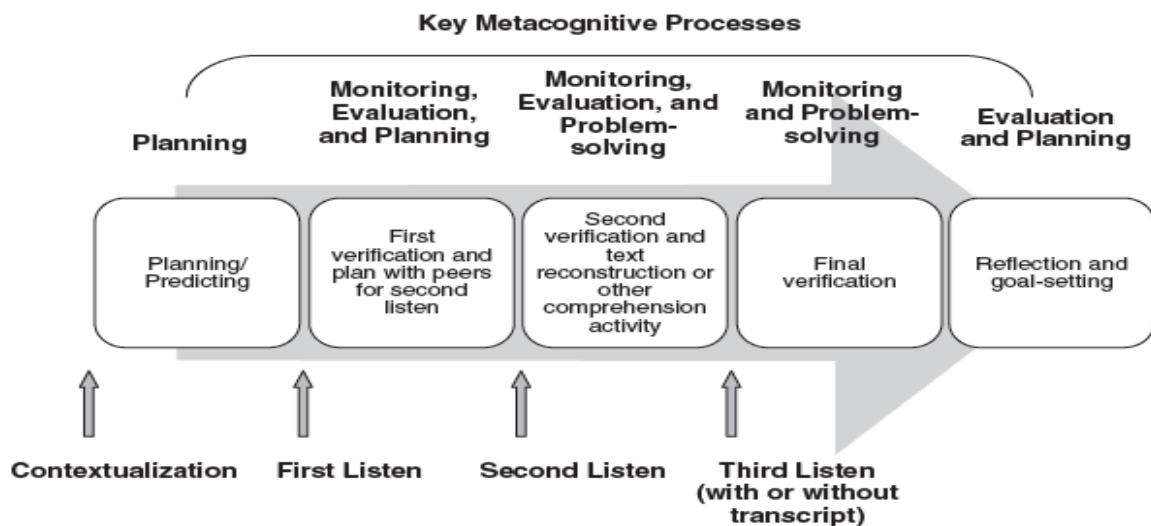 Key Metacognitive Processes
Planning
Monitoring,
Evaluation,
and Planning
Monitoring,
Evaluation, and
Problem-
solving
Monitoring
and Problem-
solving
Evaluation
and Planning
Planning/
Predicting
First
verification and
plan with peers
for second
listen
Second
verification and
text
reconstruction or
other
comprehension
activity
Final
verification
Reflection and
goal-setting
Contextualization
First Listen
Second Listen
Third Listen
(with or without
transcript)